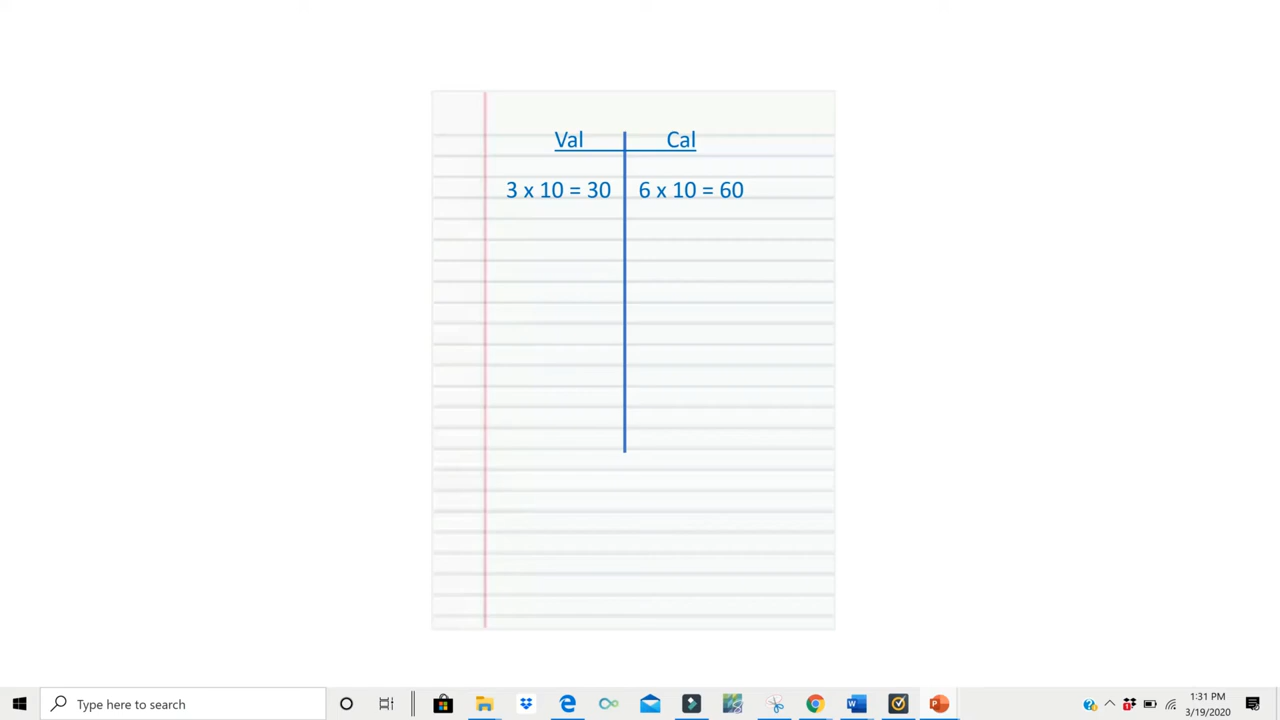 Val Cal
3 x 10 = 30 6 x 10 = 60
Type here to search
1:31 PM
3/19/2020